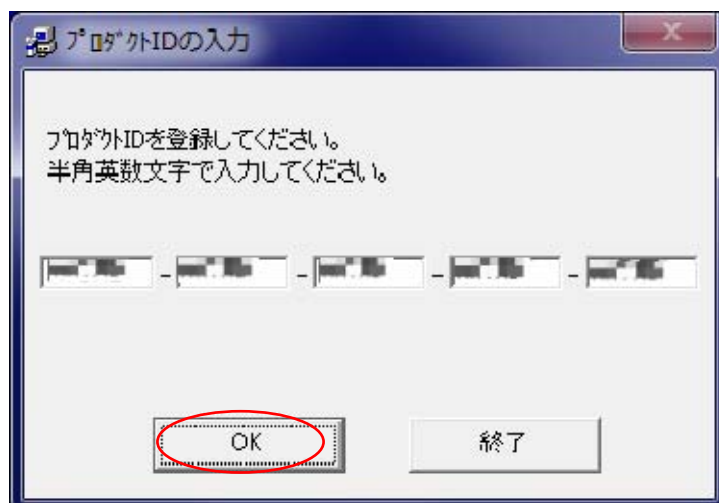 プロダクトIDの入力
プロダクトIDを登録してください。
半角英数文字で入力してください。
- - - -
OK 終了